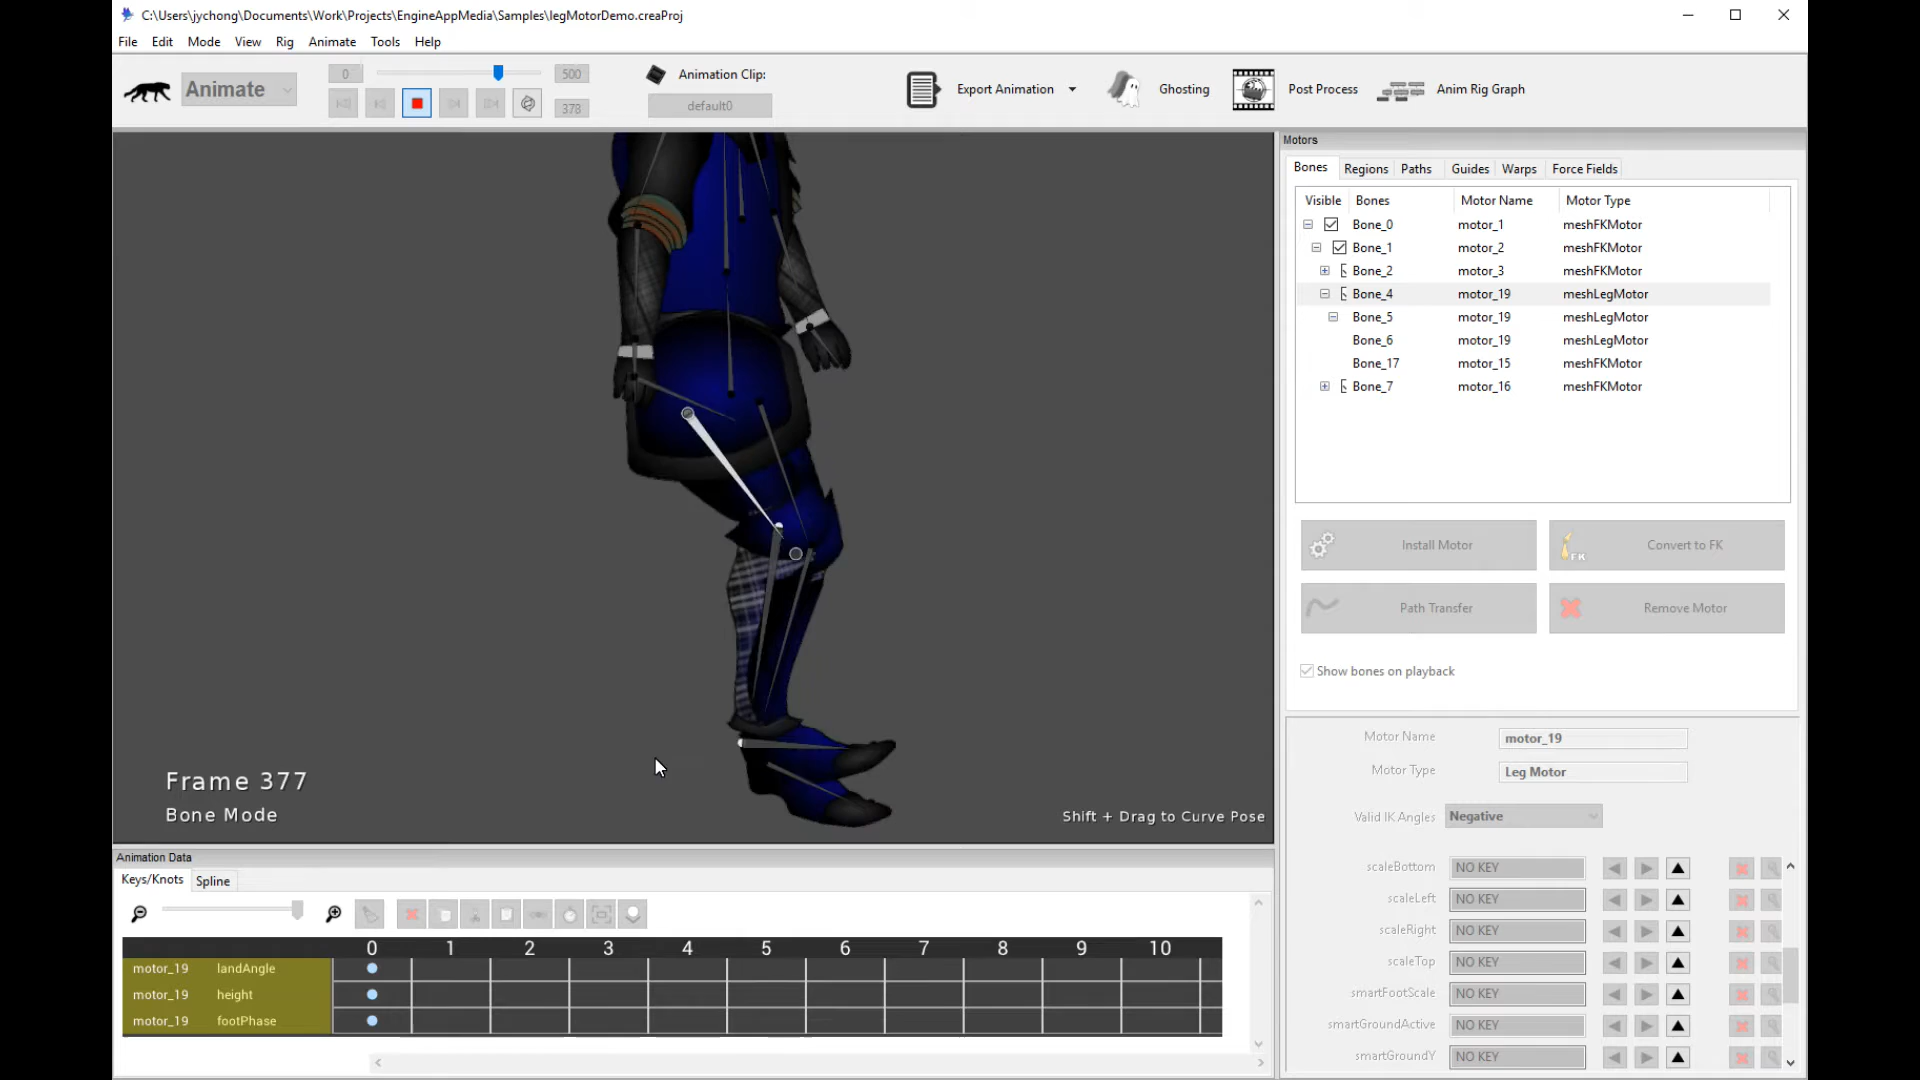 C:\Users\jychong\Documents\Work\Projects\EngineAppMedia\Samples\legMotorDemo.creaProj
File Edit Mode View Rig Animate Tools Help
Animate
0
500
378
Animation Clip:
default0
Export Animation
Ghosting
Post Process
Anim Rig Graph
Motors
Bones Regions Paths Guides Warps Force Fields
Visible Bones Motor Name Motor Type
Bone_0 motor_1 meshFKMotor
Bone_1 motor_2 meshFKMotor
Bone_2 motor_3 meshFKMotor
Bone_4 motor_19 meshLegMotor
Bone_5 motor_19 meshLegMotor
Bone_6 motor_19 meshLegMotor
Bone_17 motor_15 meshFKMotor
Bone_7 motor_16 meshFKMotor
Install Motor
FK
Convert to FK
Path Transfer
Remove Motor
Show bones on playback
Motor Name motor_19
Motor Type Leg Motor
Valid IK Angles Negative
scaleBottom NO KEY
scaleLeft NO KEY
scaleRight NO KEY
scaleTop NO KEY
smartFootScale NO KEY
smartGroundActive NO KEY
smartGroundY NO KEY
Frame 377
Bone Mode
Shift + Drag to Curve Pose
Animation Data
Keys/Knots Spline
0 1 2 3 4 5 6 7 8 9 10
motor_19 landAngle
motor_19 height
motor_19 footPhase